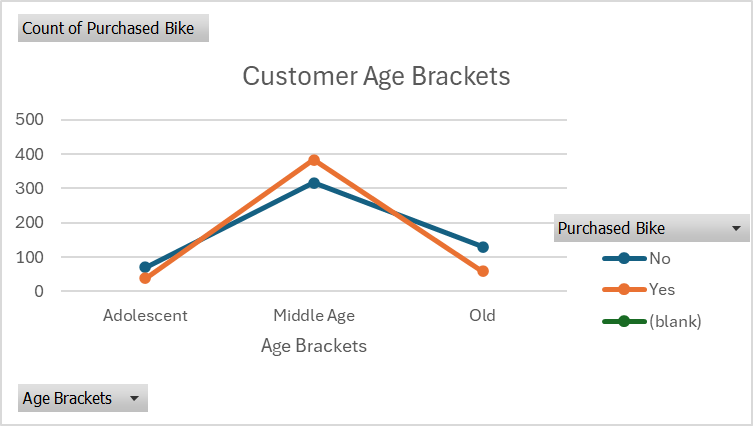 Count of Purchased Bike
Customer Age Brackets
500
400
300
200
100
0
Adolescent Middle Age Old
Age Brackets
Purchased Bike
No
Yes
(blank)
Age Brackets